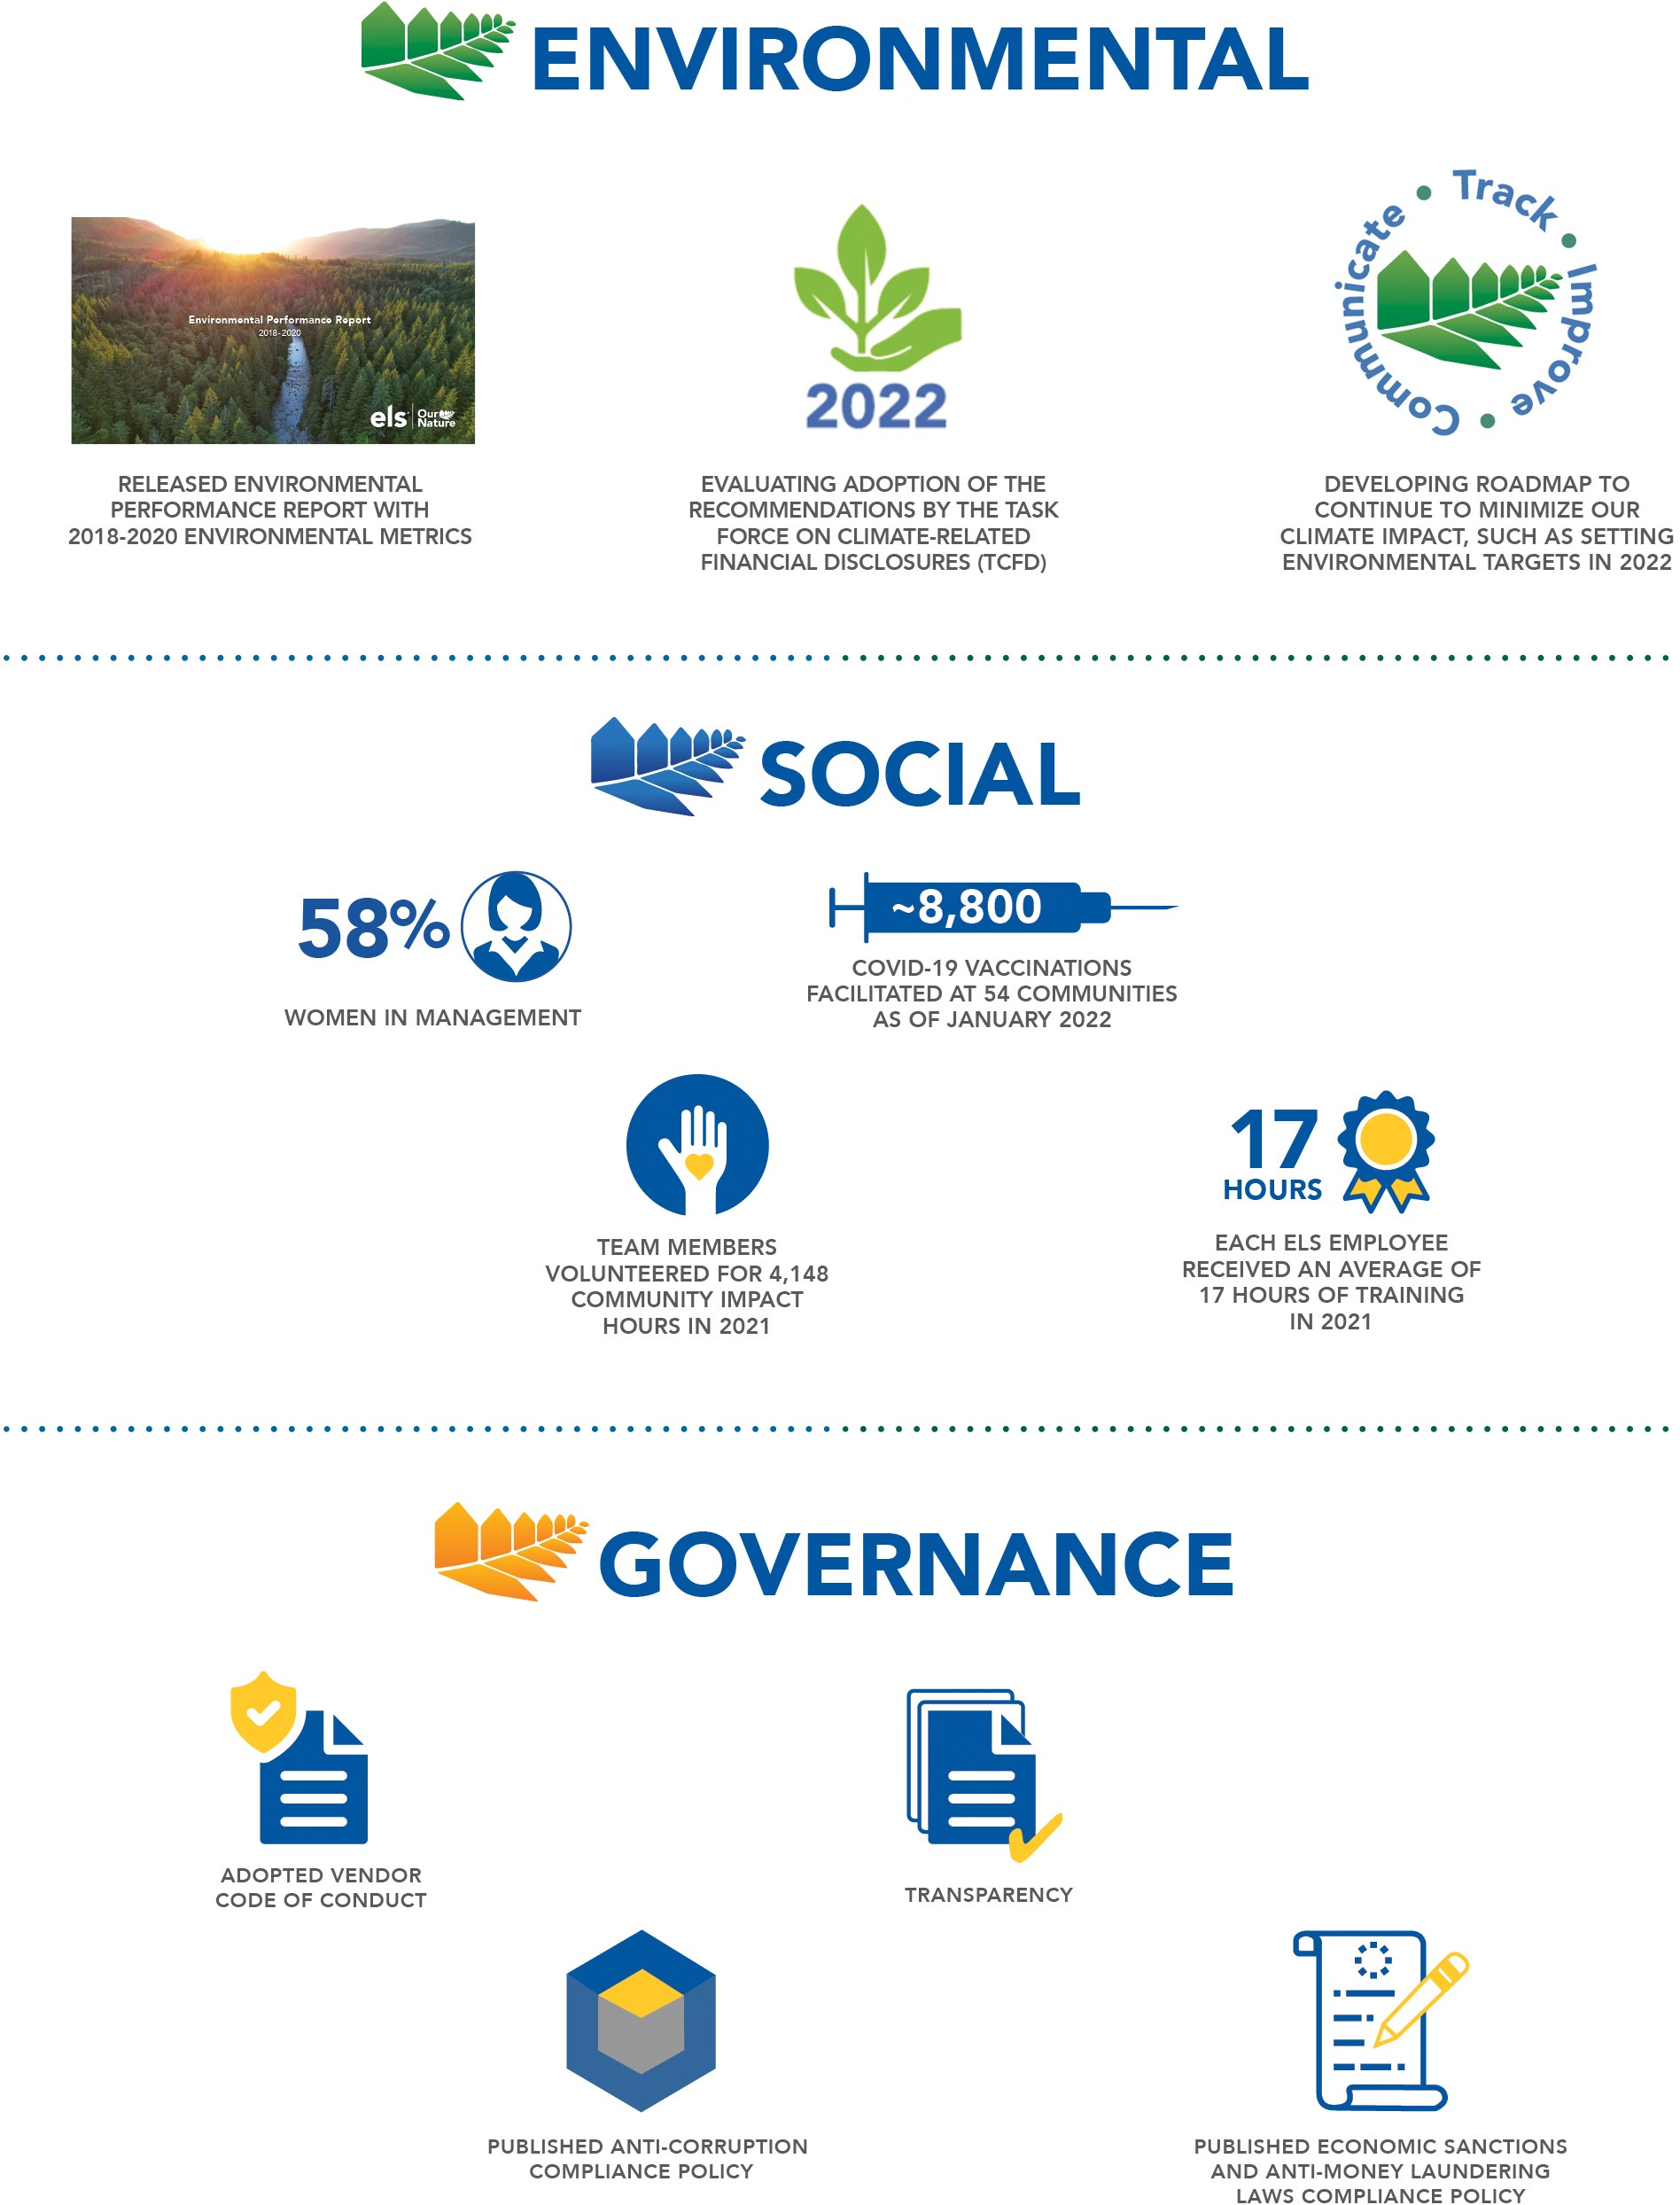 ENVIRONMENTAL
Environmental Performance Report
2018-2020
els
Our
Nature
2022
Communicate • Track • Improve •
RELEASED ENVIRONMENTAL
PERFORMANCE REPORT WITH
2018-2020 ENVIRONMENTAL METRICS
EVALUATING ADOPTION OF THE
RECOMMENDATIONS BY THE TASK
FORCE ON CLIMATE-RELATED
FINANCIAL DISCLOSURES (TCFD)
DEVELOPING ROADMAP TO
CONTINUE TO MINIMIZE OUR
CLIMATE IMPACT, SUCH AS SETTING
ENVIRONMENTAL TARGETS IN 2022
SOCIAL
58%
WOMEN IN MANAGEMENT
~8,800
COVID-19 VACCINATIONS
FACILITATED AT 54 COMMUNITIES
AS OF JANUARY 2022
TEAM MEMBERS
VOLUNTEERED FOR 4,148
COMMUNITY IMPACT
HOURS IN 2021
17
HOURS
EACH ELS EMPLOYEE
RECEIVED AN AVERAGE OF
17 HOURS OF TRAINING
IN 2021
GOVERNANCE
ADOPTED VENDOR
CODE OF CONDUCT
TRANSPARENCY
PUBLISHED ANTI-CORRUPTION
COMPLIANCE POLICY
PUBLISHED ECONOMIC SANCTIONS
AND ANTI-MONEY LAUNDERING
LAWS COMPLIANCE POLICY